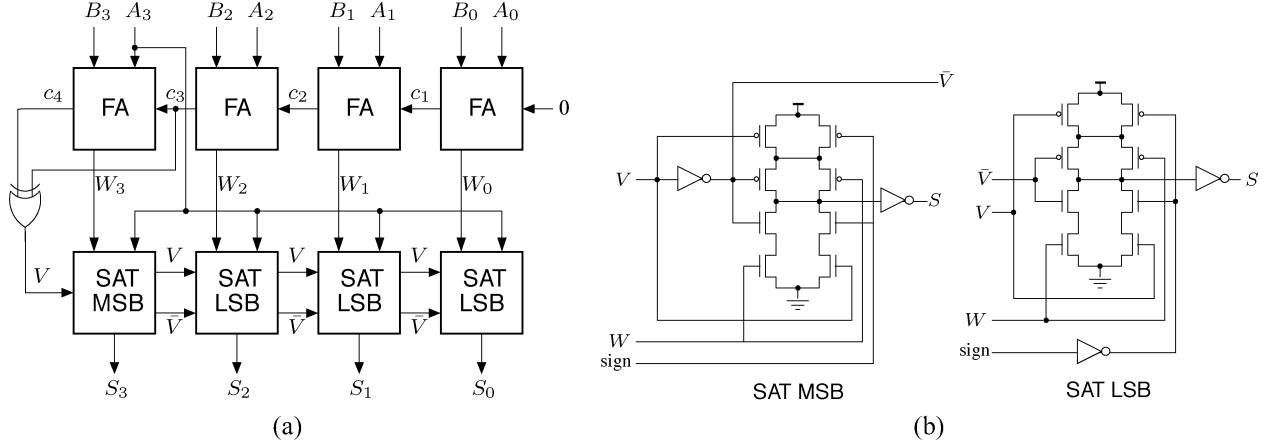 B₃ A₃ B₂ A₂ B₁ A₁ B₀ A₀
c₄ FA c₃ FA c₂ FA c₁ FA 0
W₃ W₂ W₁ W₀
V SAT MSB V V̄ SAT LSB V V̄ SAT LSB V V̄ SAT LSB
S₃ S₂ S₁ S₀
(a)
V̄
V
S
W
sign
SAT MSB
V̄
V
S
W
sign
SAT LSB
(b)